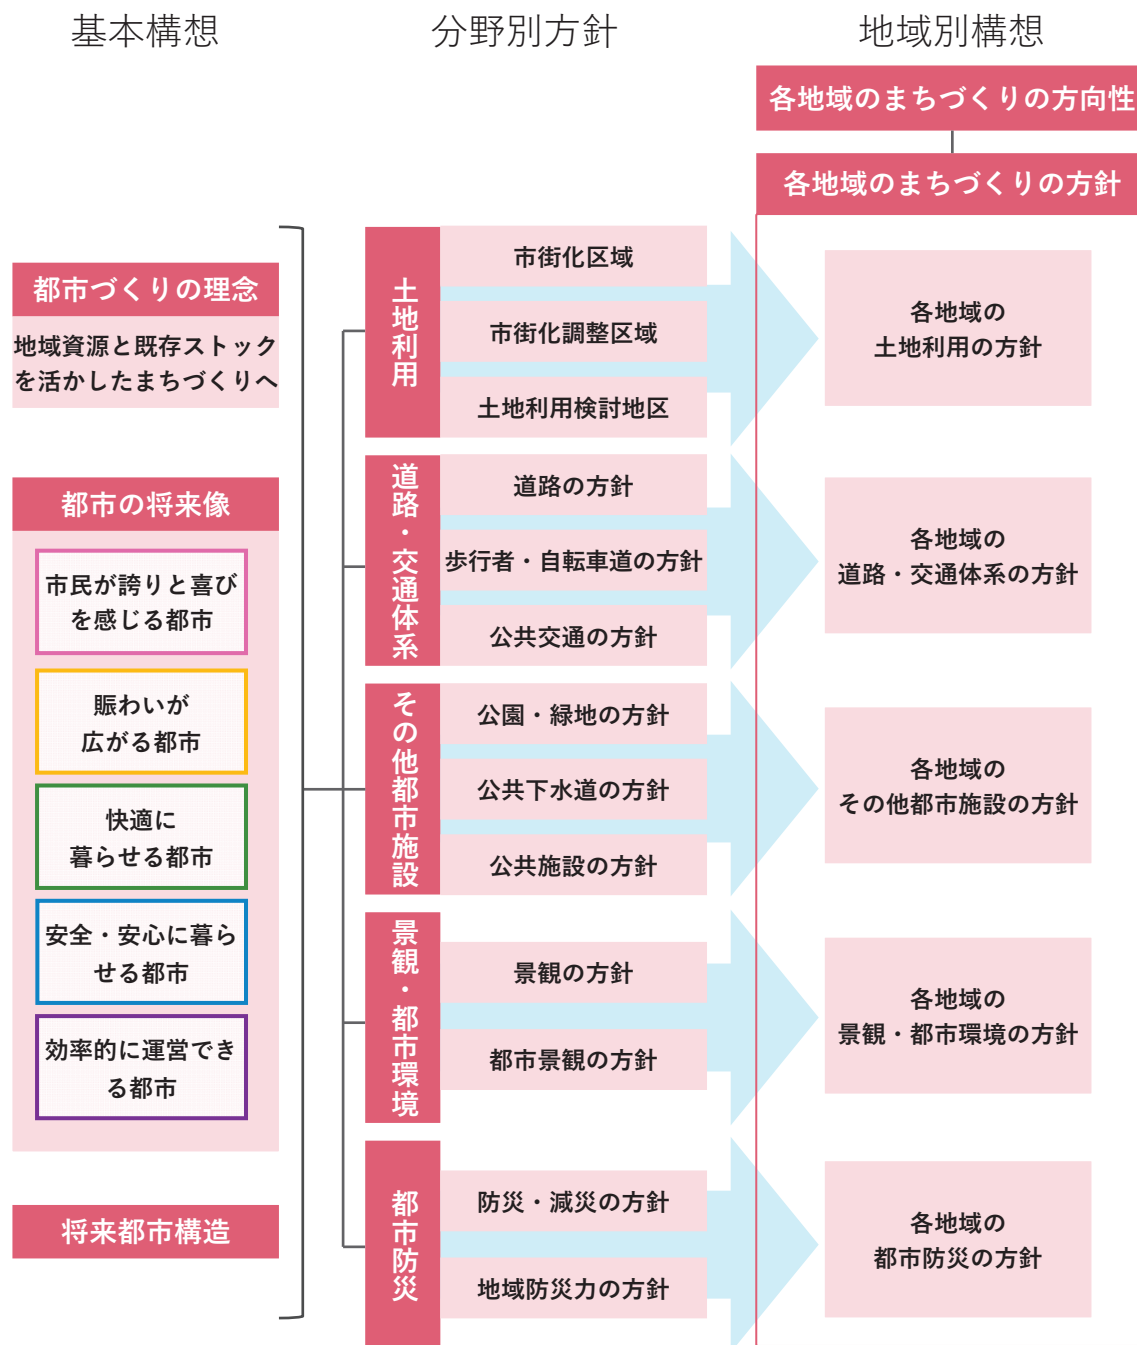 基本構想
分野別方針
地域別構想
各地域のまちづくりの方向性
各地域のまちづくりの方針
都市づくりの理念
地域資源と既存ストック
を活かしたまちづくりへ
都市の将来像
市民が誇りと喜び
を感じる都市
賑わいが
広がる都市
快適に
暮らせる都市
安全・安心に暮ら
せる都市
効率的に運営でき
る都市
将来都市構造
土地利用
市街化区域
市街化調整区域
土地利用検討地区
道路・交通体系
道路の方針
歩行者・自転車道の方針
公共交通の方針
その他都市施設
公園・緑地の方針
公共下水道の方針
公共施設の方針
景観・都市環境
景観の方針
都市景観の方針
都市防災
防災・減災の方針
地域防災力の方針
各地域の
土地利用の方針
各地域の
道路・交通体系の方針
各地域の
その他都市施設の方針
各地域の
景観・都市環境の方針
各地域の
都市防災の方針